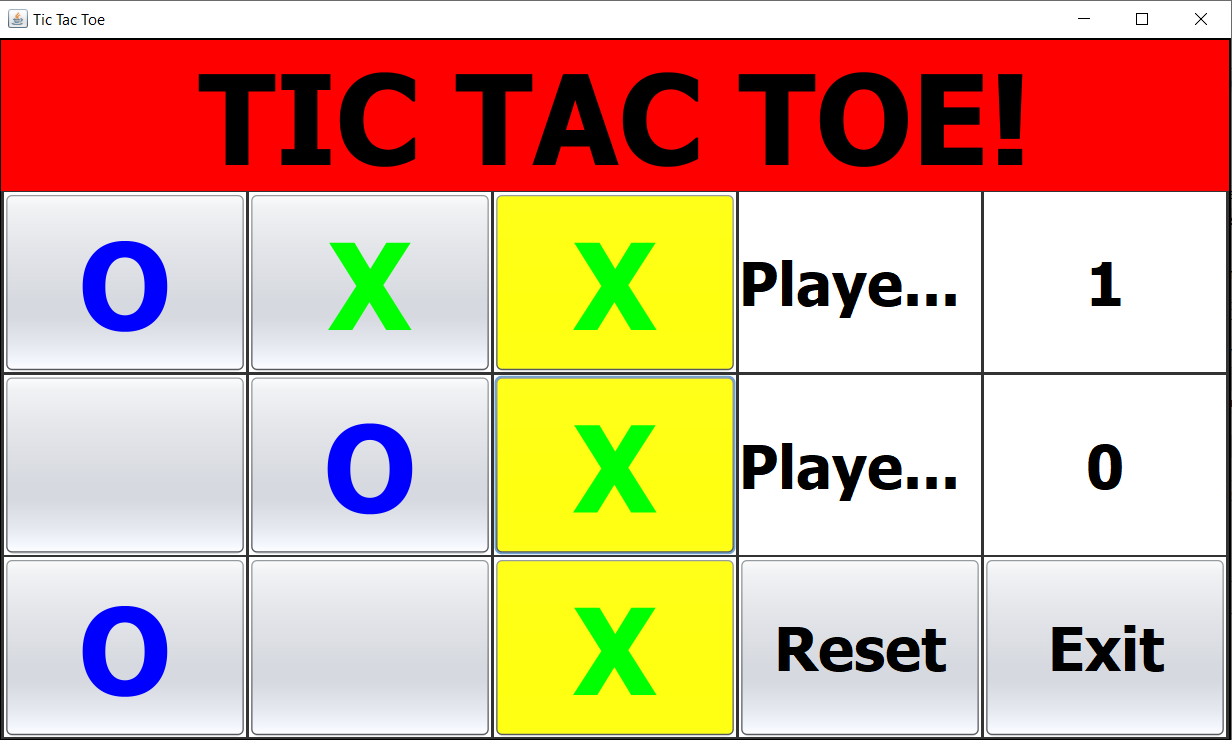 Tic Tac Toe
TIC TAC TOE!
O X X Playe... 1
O X Playe... 0
O X Reset Exit